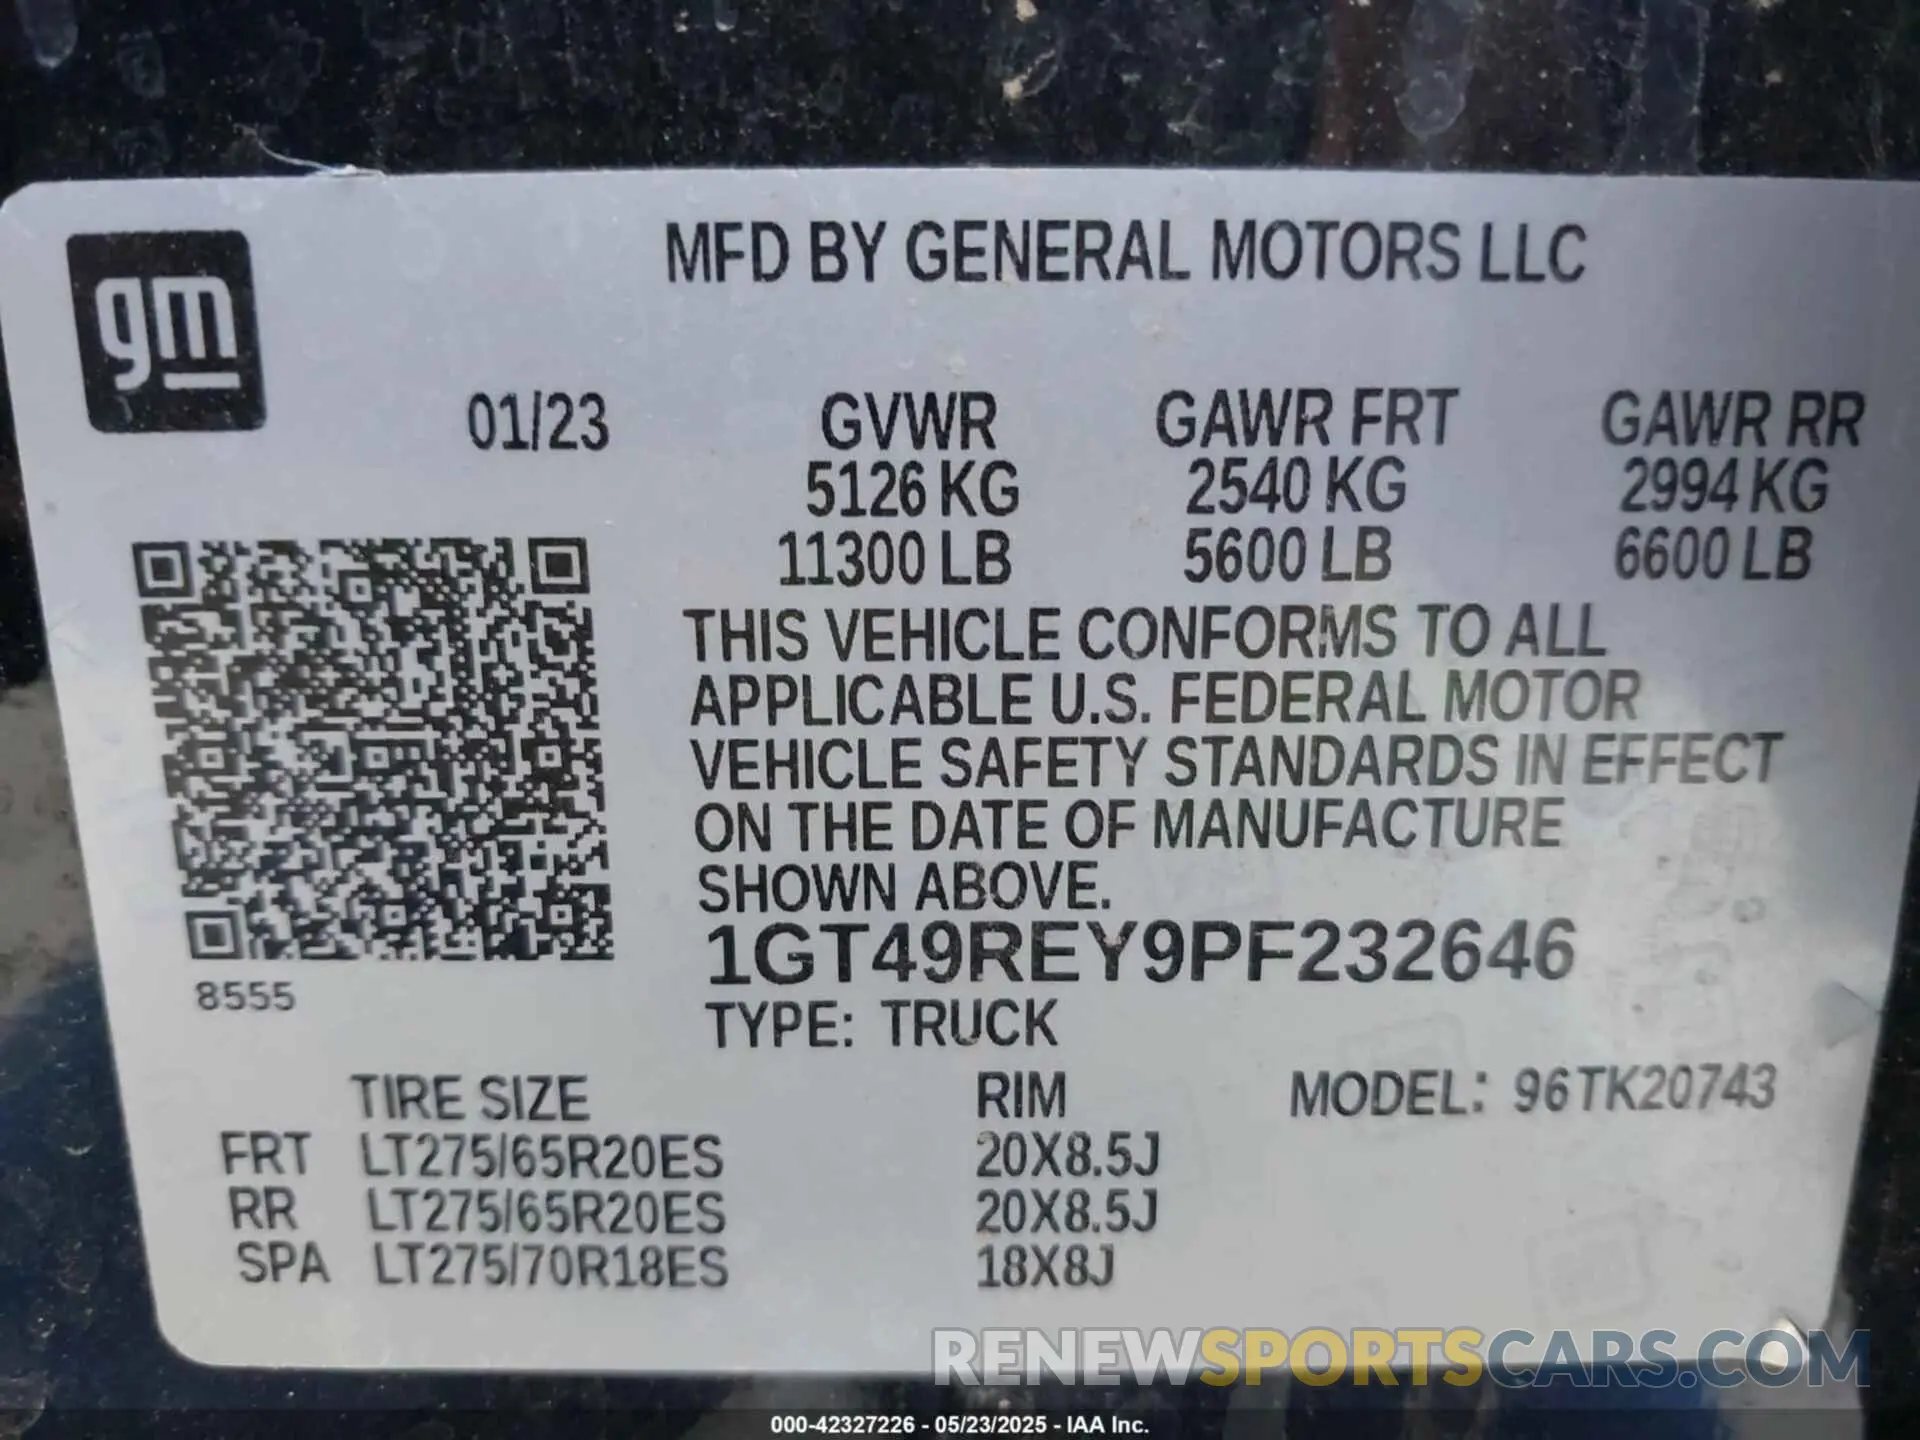 MFD BY GENERAL MOTORS LLC
gm
01/23 GVWR GAWR FRT GAWR RR
5126 KG 2540 KG 2994 KG
11300 LB 5600 LB 6600 LB
THIS VEHICLE CONFORMS TO ALL
APPLICABLE U.S. FEDERAL MOTOR
VEHICLE SAFETY STANDARDS IN EFFECT
ON THE DATE OF MANUFACTURE
SHOWN ABOVE.
1GT49REY9PF232646
8555
TYPE: TRUCK
TIRE SIZE RIM MODEL: 96TK20743
FRT LT275/65R20ES 20X8.5J
RR LT275/65R20ES 20X8.5J
SPA LT275/70R18ES 18X8J
RENEWSPORTSCARS.COM
000-42327226 - 05/23/2025 - IAA Inc.